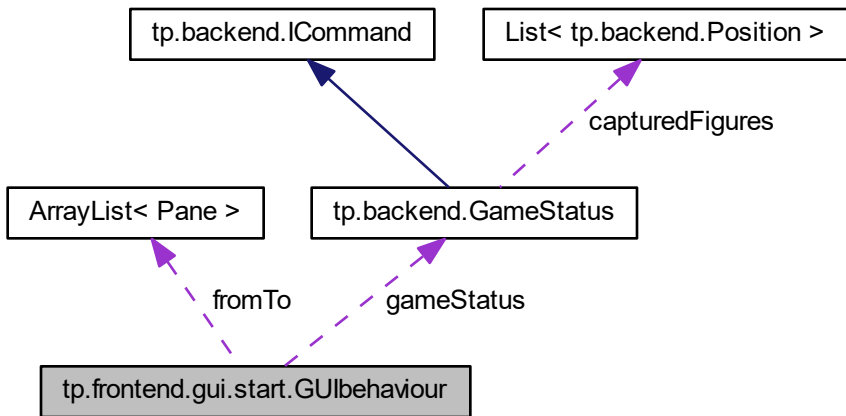 tp.backend.ICommand
List< tp.backend.Position >
capturedFigures
ArrayList< Pane >
tp.backend.GameStatus
fromTo
gameStatus
tp.frontend.gui.start.GUIbehaviour